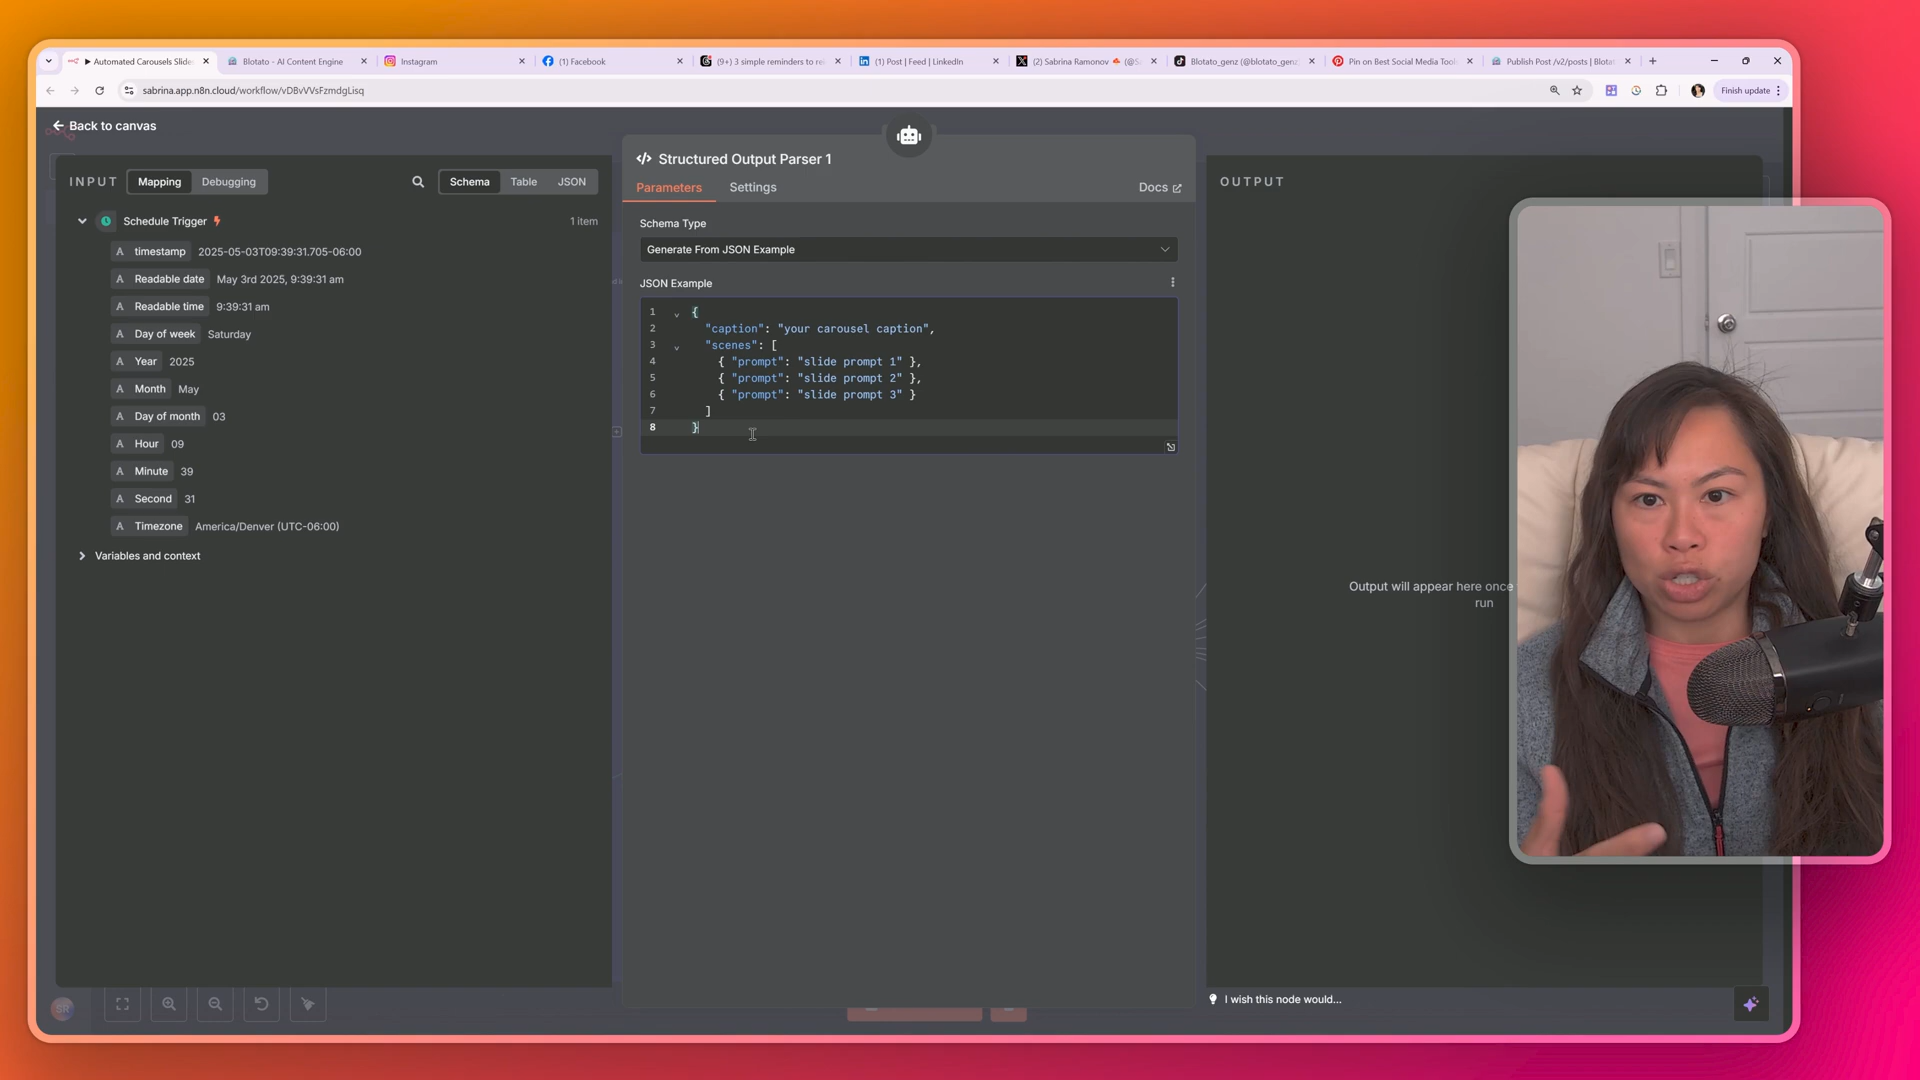 Automated Carousels Slide
Blotato - AI Content Engine
Instagram
(1) Facebook
(9+) 3 simple reminders to re
(1) Post | Feed | LinkedIn
(2) Sabrina Ramonov
Blotato (@blotato_genz
Pin on Best Social Media Tool
Publish Post /v2/posts | Blota
sabrina.app.n8n.cloud/workflow/vDBvVVsFzmdgLisq
Finish update
Back to canvas
INPUT
Mapping
Debugging
Schema
Table
JSON
Schedule Trigger
1 item
A timestamp 2025-05-03T09:39:31.705-06:00
A Readable date May 3rd 2025, 9:39:31 am
A Readable time 9:39:31 am
A Day of week Saturday
A Year 2025
A Month May
A Day of month 03
A Hour 09
A Minute 39
A Second 31
A Timezone America/Denver (UTC-06:00)
Variables and context
Structured Output Parser 1
Parameters
Settings
Docs
Schema Type
Generate From JSON Example
JSON Example
1 {
2 "caption": "your carousel caption",
3 "scenes": [
4 { "prompt": "slide prompt 1" },
5 { "prompt": "slide prompt 2" },
6 { "prompt": "slide prompt 3" }
7 ]
8 }
OUTPUT
Output will appear here once
run
I wish this node would...
SR